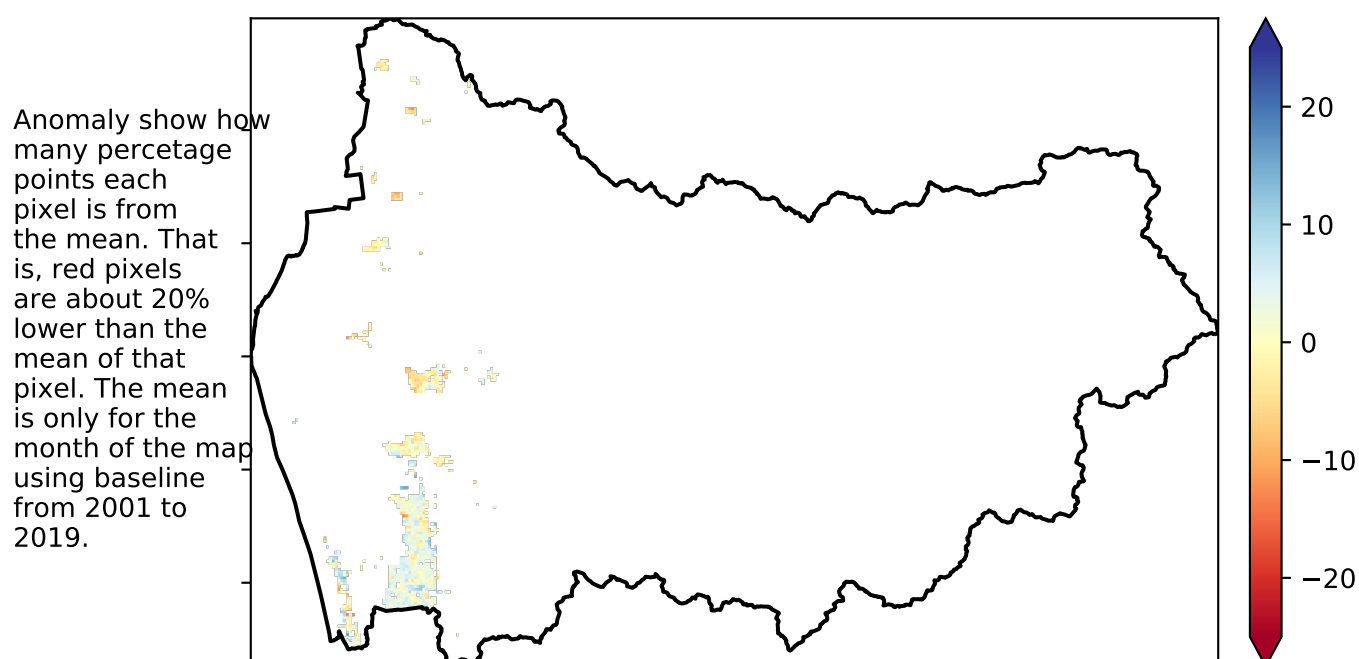 Anomaly show how
many percetage
points each
pixel is from
the mean. That
is, red pixels
are about 20%
lower than the
mean of that
pixel. The mean
is only for the
month of the map
using baseline
from 2001 to
2019.
20
10
0
−10
−20